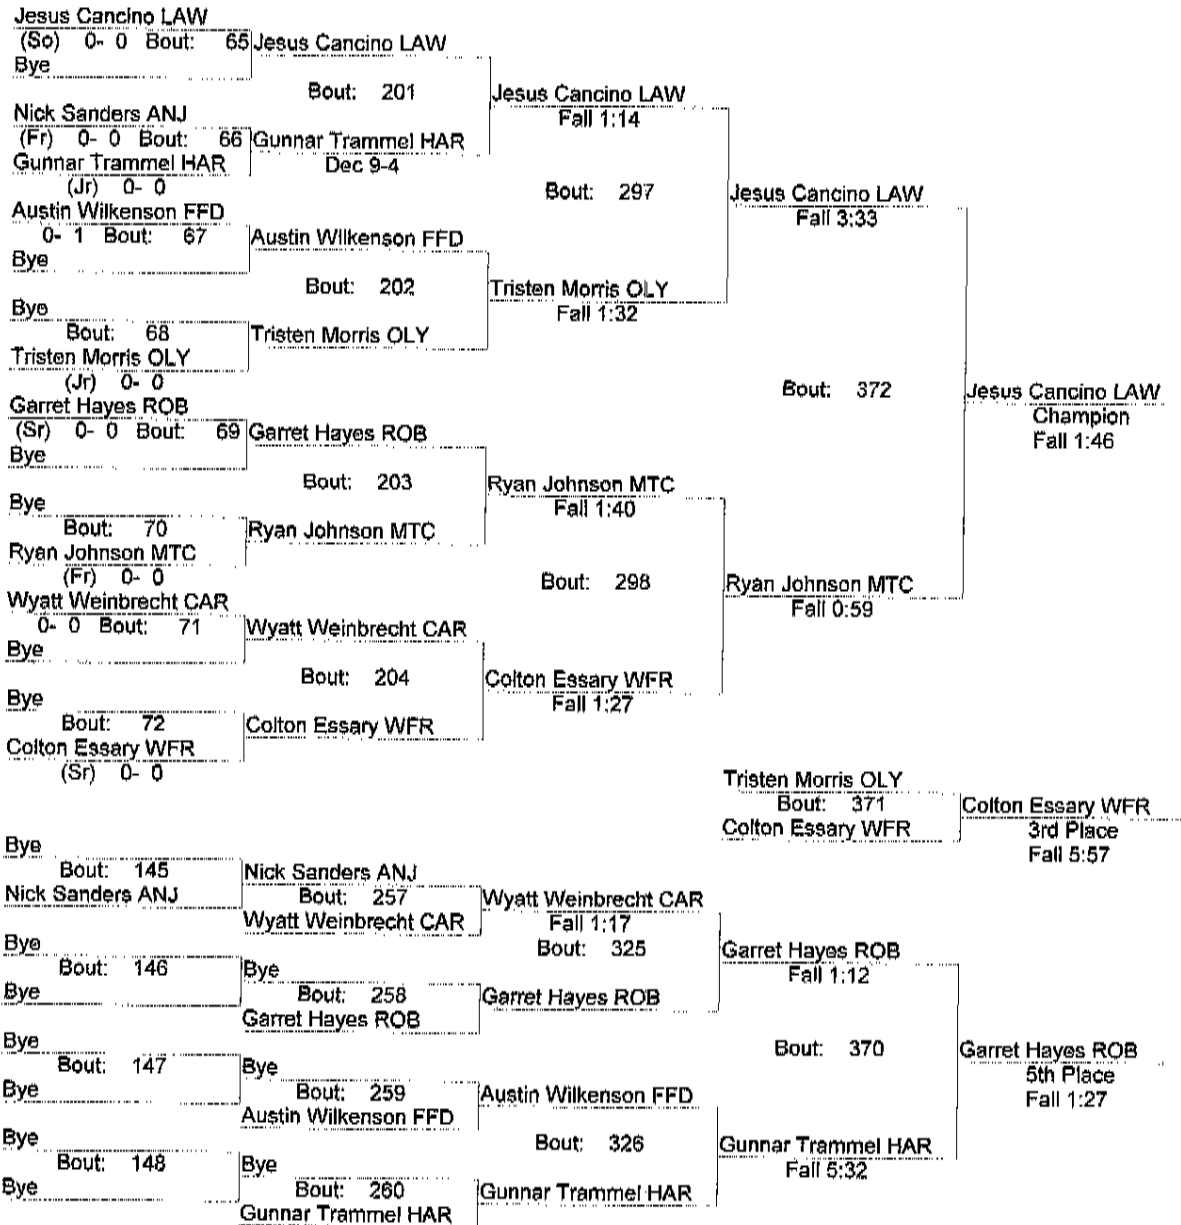 Jesus Cancino LAW
(So) 0- 0 Bout: 65 Jesus Cancino LAW
Bye
Bout: 201 Jesus Cancino LAW
Nick Sanders ANJ Fall 1:14
(Fr) 0- 0 Bout: 66 Gunnar Trammel HAR
Gunnar Trammel HAR Dec 9-4
(Jr) 0- 0 Bout: 297 Jesus Cancino LAW
Austin Wilkenson FFD Fall 3:33
0- 1 Bout: 67 Austin Wilkenson FFD
Bye
Bout: 202 Tristen Morris OLY
Bye Fall 1:32
Bout: 68 Tristen Morris OLY
Tristen Morris OLY
(Jr) 0- 0 Bout: 372 Jesus Cancino LAW
Garret Hayes ROB Champion
(Sr) 0- 0 Bout: 69 Garret Hayes ROB Fall 1:46
Bye
Bout: 203 Ryan Johnson MTC
Bye Fall 1:40
Bout: 70 Ryan Johnson MTC
Ryan Johnson MTC
(Fr) 0- 0 Bout: 298 Ryan Johnson MTC
Wyatt Weinbrecht CAR Fall 0:59
0- 0 Bout: 71 Wyatt Weinbrecht CAR
Bye
Bout: 204 Colton Essary WFR
Bye Fall 1:27
Bout: 72 Colton Essary WFR
Colton Essary WFR
(Sr) 0- 0
Tristen Morris OLY
Bout: 371 Colton Essary WFR
Colton Essary WFR 3rd Place
Fall 5:57
Bye
Bout: 145 Nick Sanders ANJ
Nick Sanders ANJ Bout: 257 Wyatt Weinbrecht CAR
Wyatt Weinbrecht CAR Fall 1:17
Bye Bout: 325 Garret Hayes ROB
Bout: 146 Bye Fall 1:12
Bye Bout: 258 Garret Hayes ROB
Garret Hayes ROB
Bye Bout: 370 Garret Hayes ROB
Bout: 147 Bye 5th Place
Bye Bout: 259 Austin Wilkenson FFD Fall 1:27
Austin Wilkenson FFD
Bye Bout: 326 Gunnar Trammel HAR
Bout: 148 Bye Fall 5:32
Bye Bout: 260 Gunnar Trammel HAR
Gunnar Trammel HAR